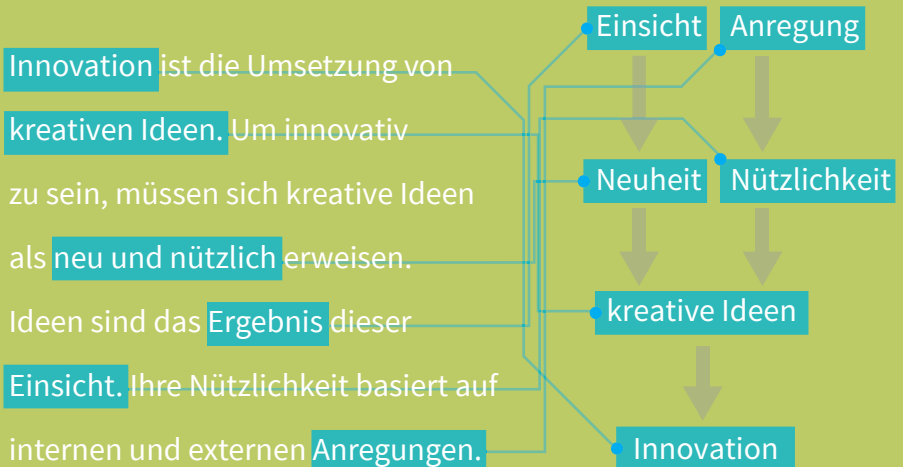 Innovation ist die Umsetzung von
kreativen Ideen. Um innovativ
zu sein, müssen sich kreative Ideen
als neu und nützlich erweisen.
Ideen sind das Ergebnis dieser
Einsicht. Ihre Nützlichkeit basiert auf
internen und externen Anregungen.
Einsicht Anregung
Neuheit Nützlichkeit
kreative Ideen
Innovation